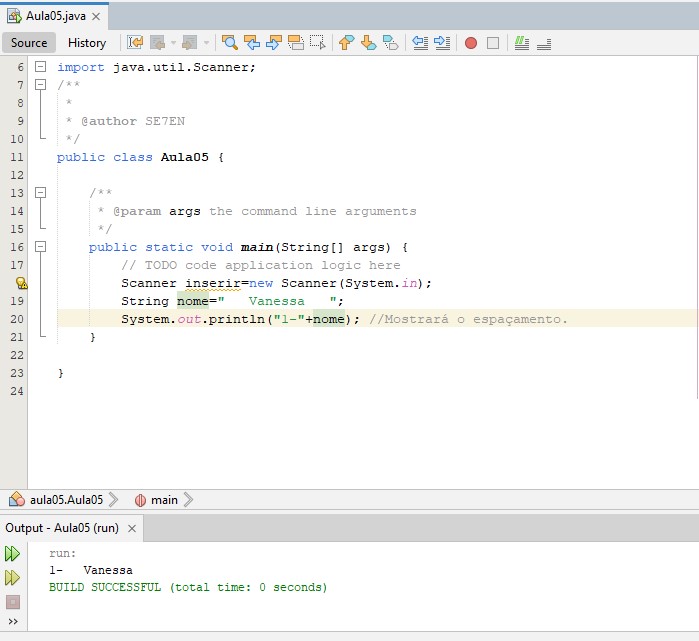 Aula05.java
Source History
6 import java.util.Scanner;
7 /**
8 *
9 * @author SE7EN
10 */
11 public class Aula05 {
12
13 /**
14 * @param args the command line arguments
15 */
16 public static void main(String[] args) {
17 // TODO code application logic here
Scanner inserir=new Scanner(System.in);
19 String nome="   Vanessa   ";
20 System.out.println("1-"+nome); //Mostrará o espaçamento.
21 }
22
23 }
24
aula05.Aula05 main
Output - Aula05 (run)
run:
1-   Vanessa
BUILD SUCCESSFUL (total time: 0 seconds)